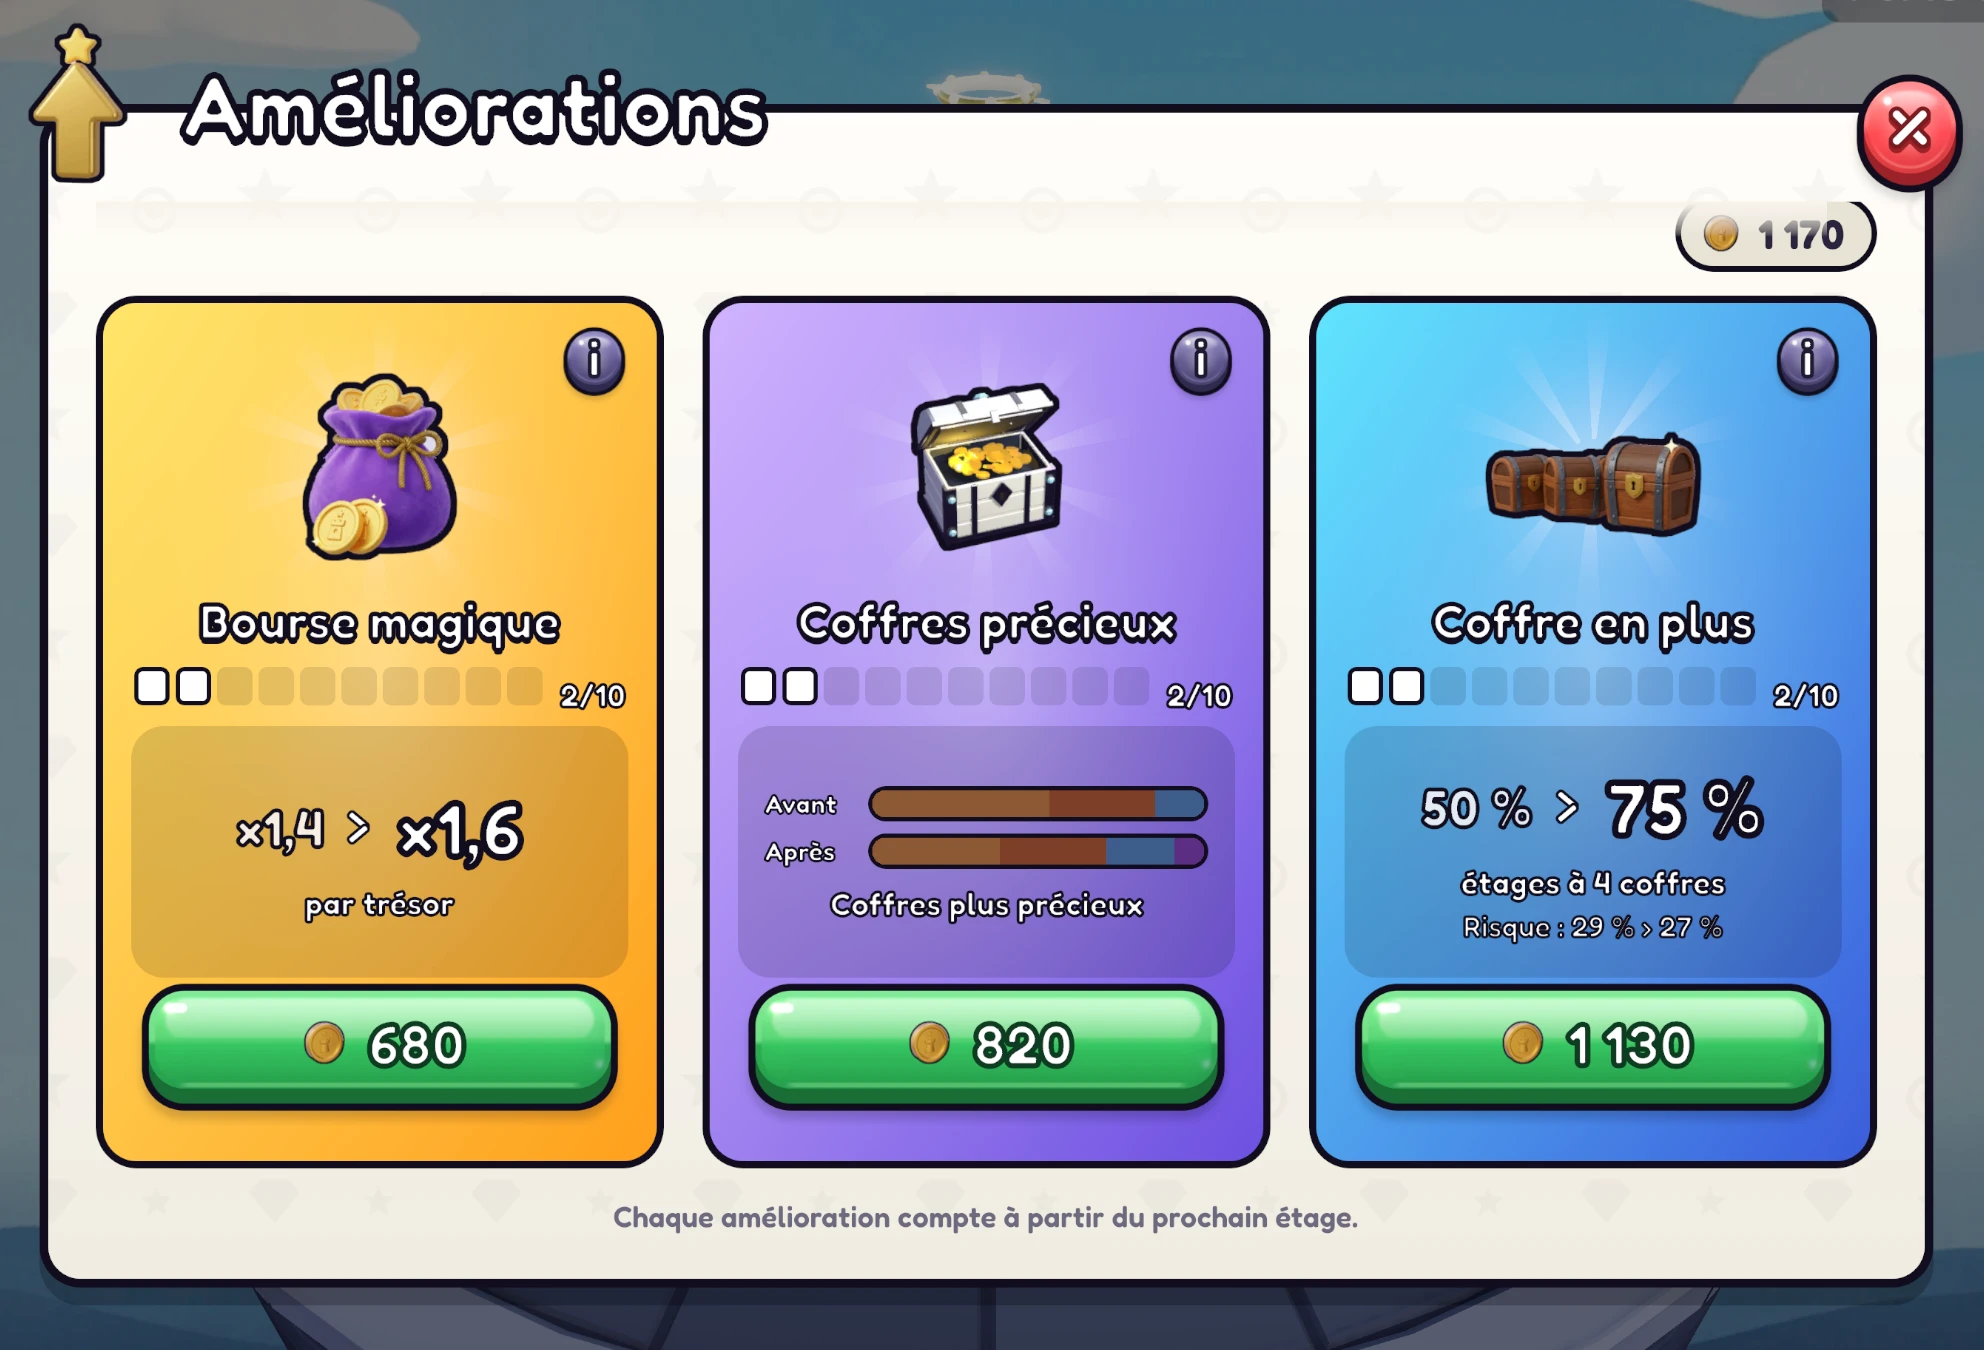 Améliorations
1 170
Bourse magique
2/10
×1,4 > ×1,6
par trésor
680
Coffres précieux
2/10
Avant
Après
Coffres plus précieux
820
Coffre en plus
2/10
50 % > 75 %
étages à 4 coffres
Risque : 29 % > 27 %
1 130
Chaque amélioration compte à partir du prochain étage.